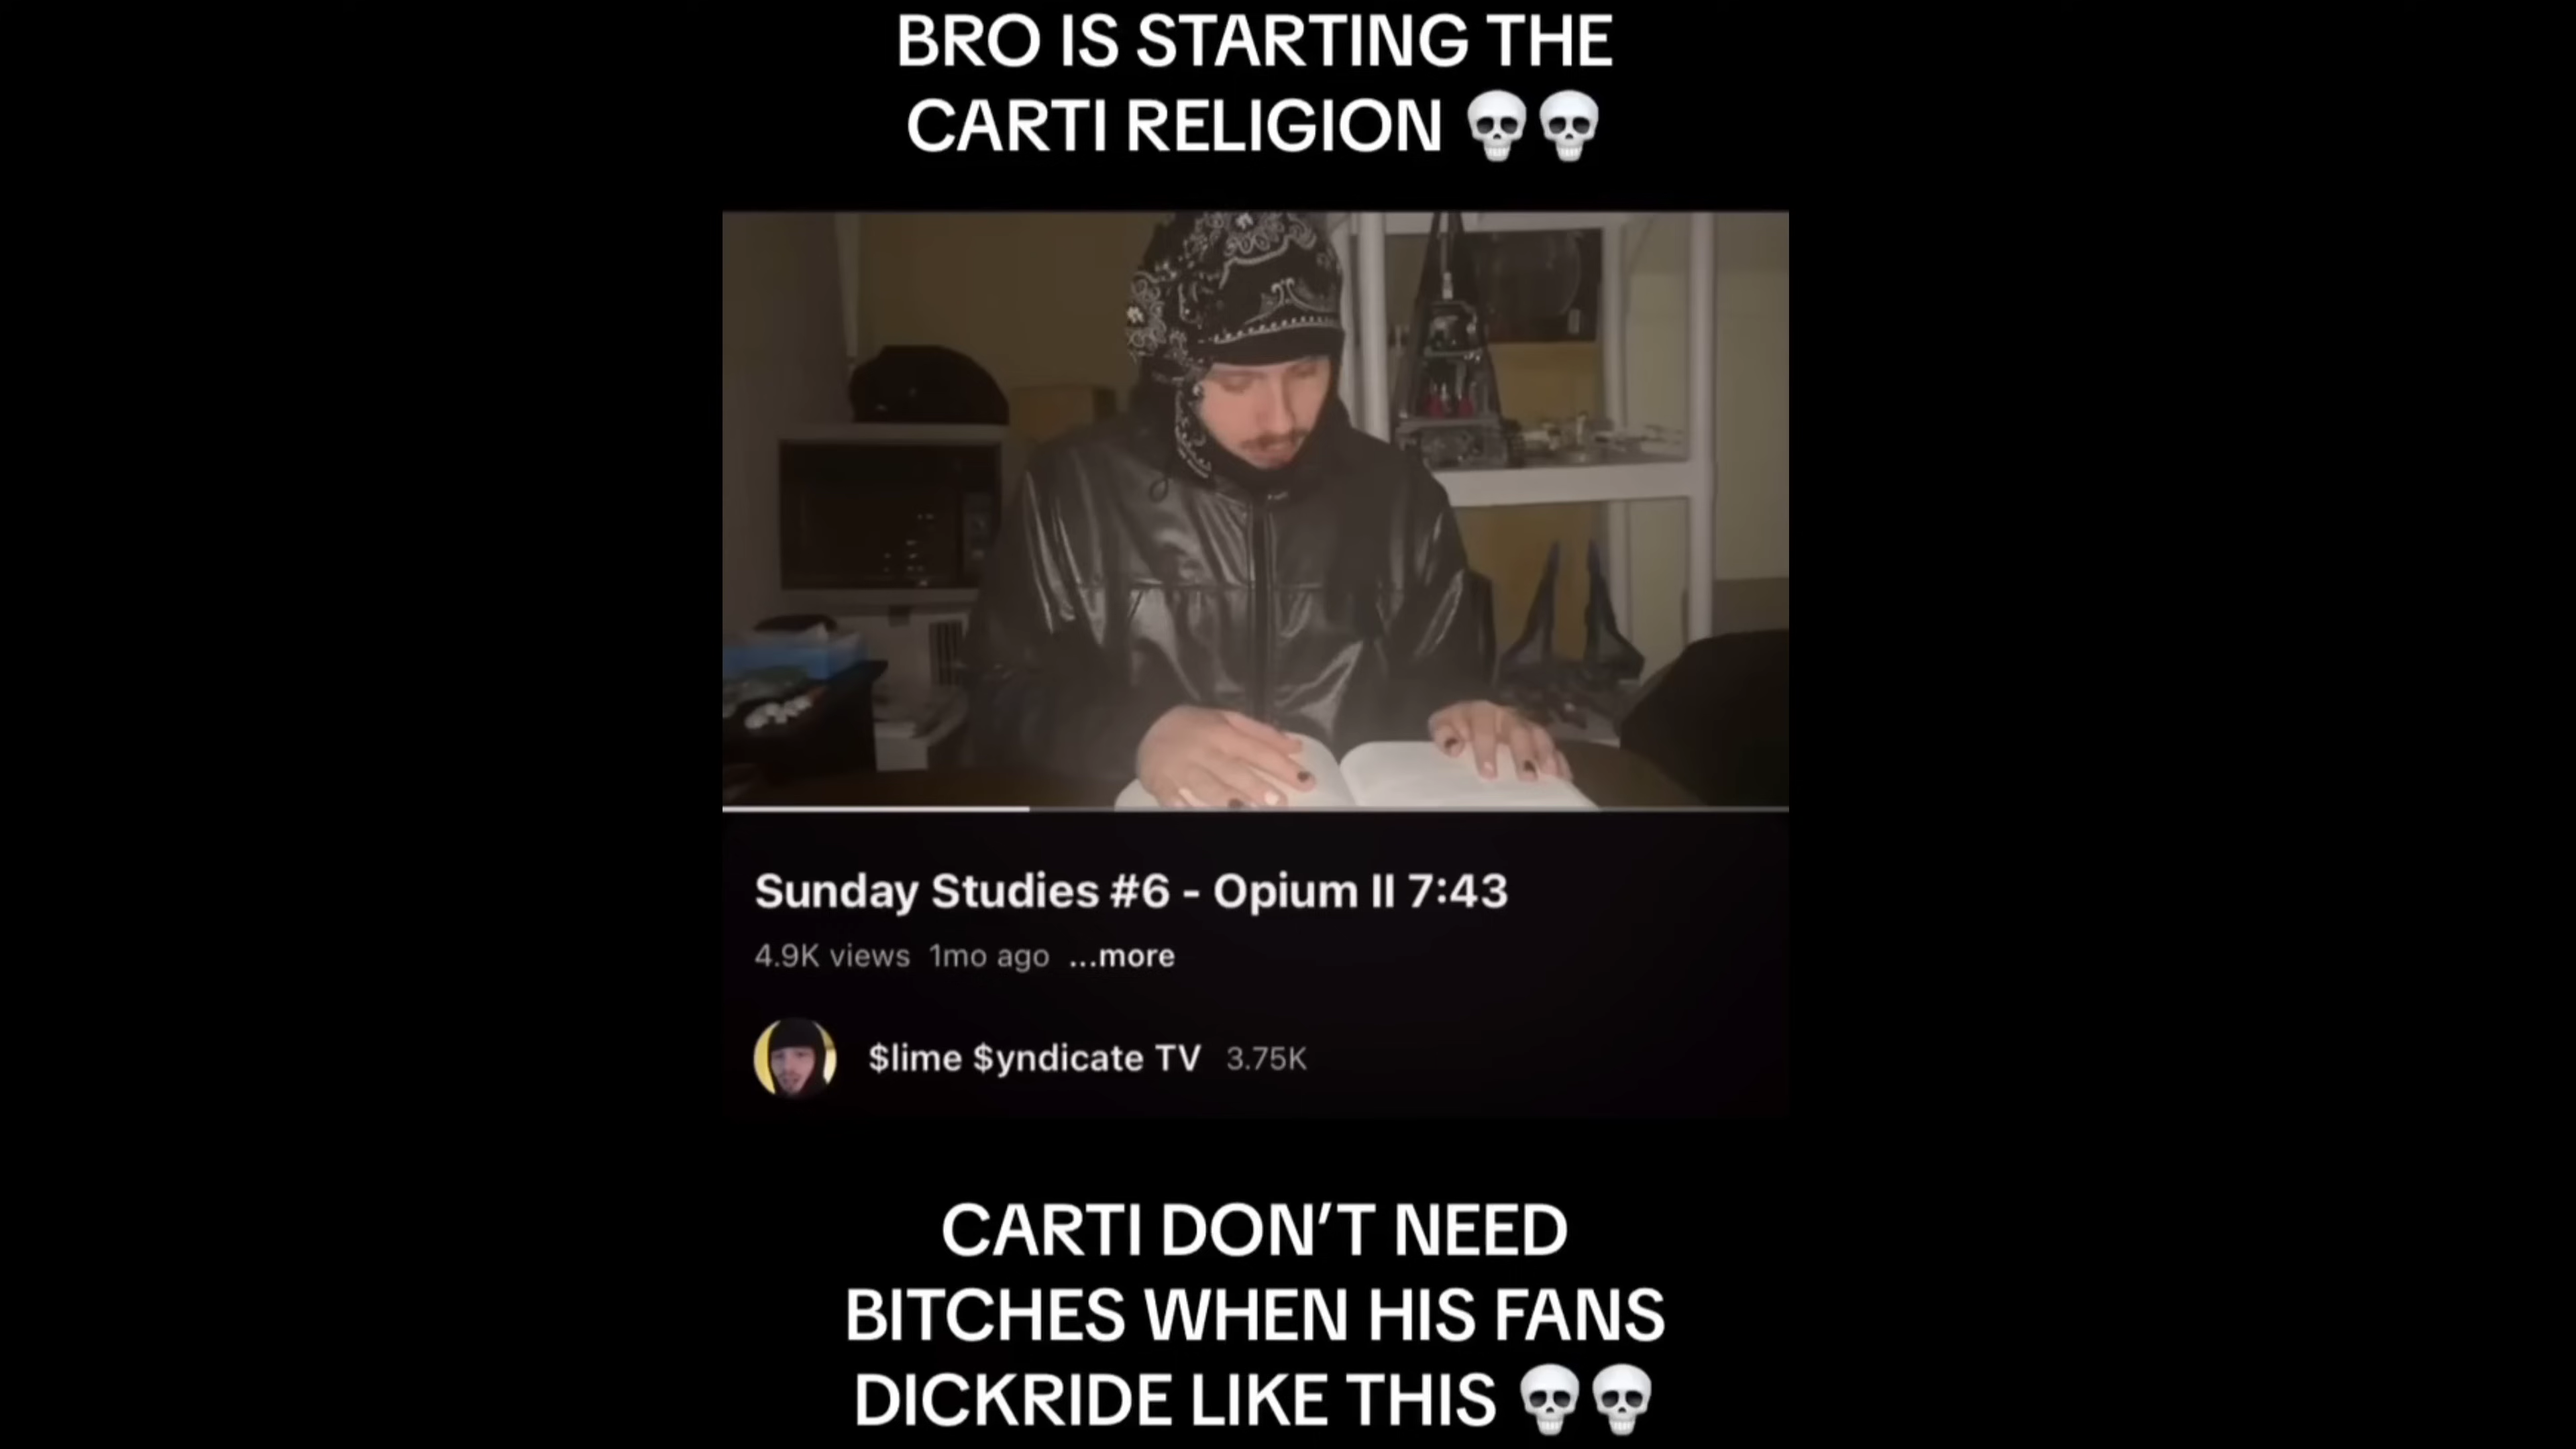 BRO IS STARTING THE
CARTI RELIGION 💀💀
Sunday Studies #6 - Opium II 7:43
4.9K views 1mo ago ...more
$lime $yndicate TV 3.75K
CARTI DON’T NEED
BITCHES WHEN HIS FANS
DICKRIDE LIKE THIS 💀💀